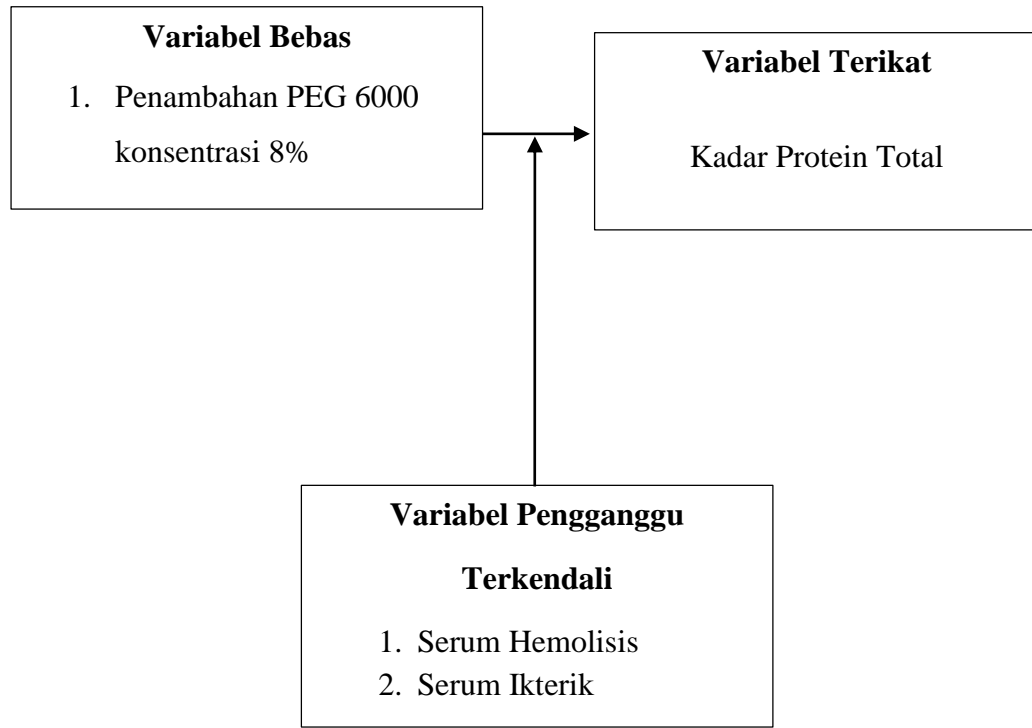 Variabel Bebas
1. Penambahan PEG 6000
konsentrasi 8%
Variabel Terikat
Kadar Protein Total
Variabel Pengganggu
Terkendali
1. Serum Hemolisis
2. Serum Ikterik